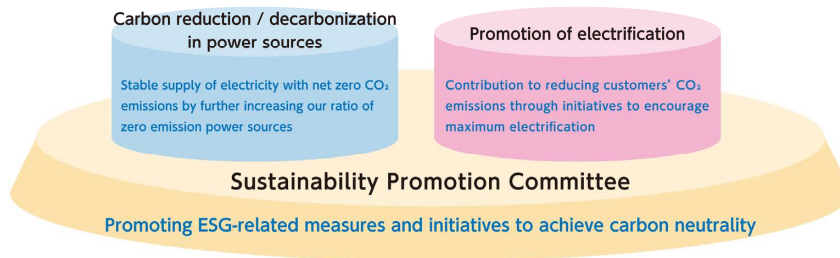 Carbon reduction / decarbonization
in power sources
Stable supply of electricity with net zero CO₂
emissions by further increasing our ratio of
zero emission power sources
Promotion of electrification
Contribution to reducing customers' CO₂
emissions through initiatives to encourage
maximum electrification
Sustainability Promotion Committee
Promoting ESG-related measures and initiatives to achieve carbon neutrality